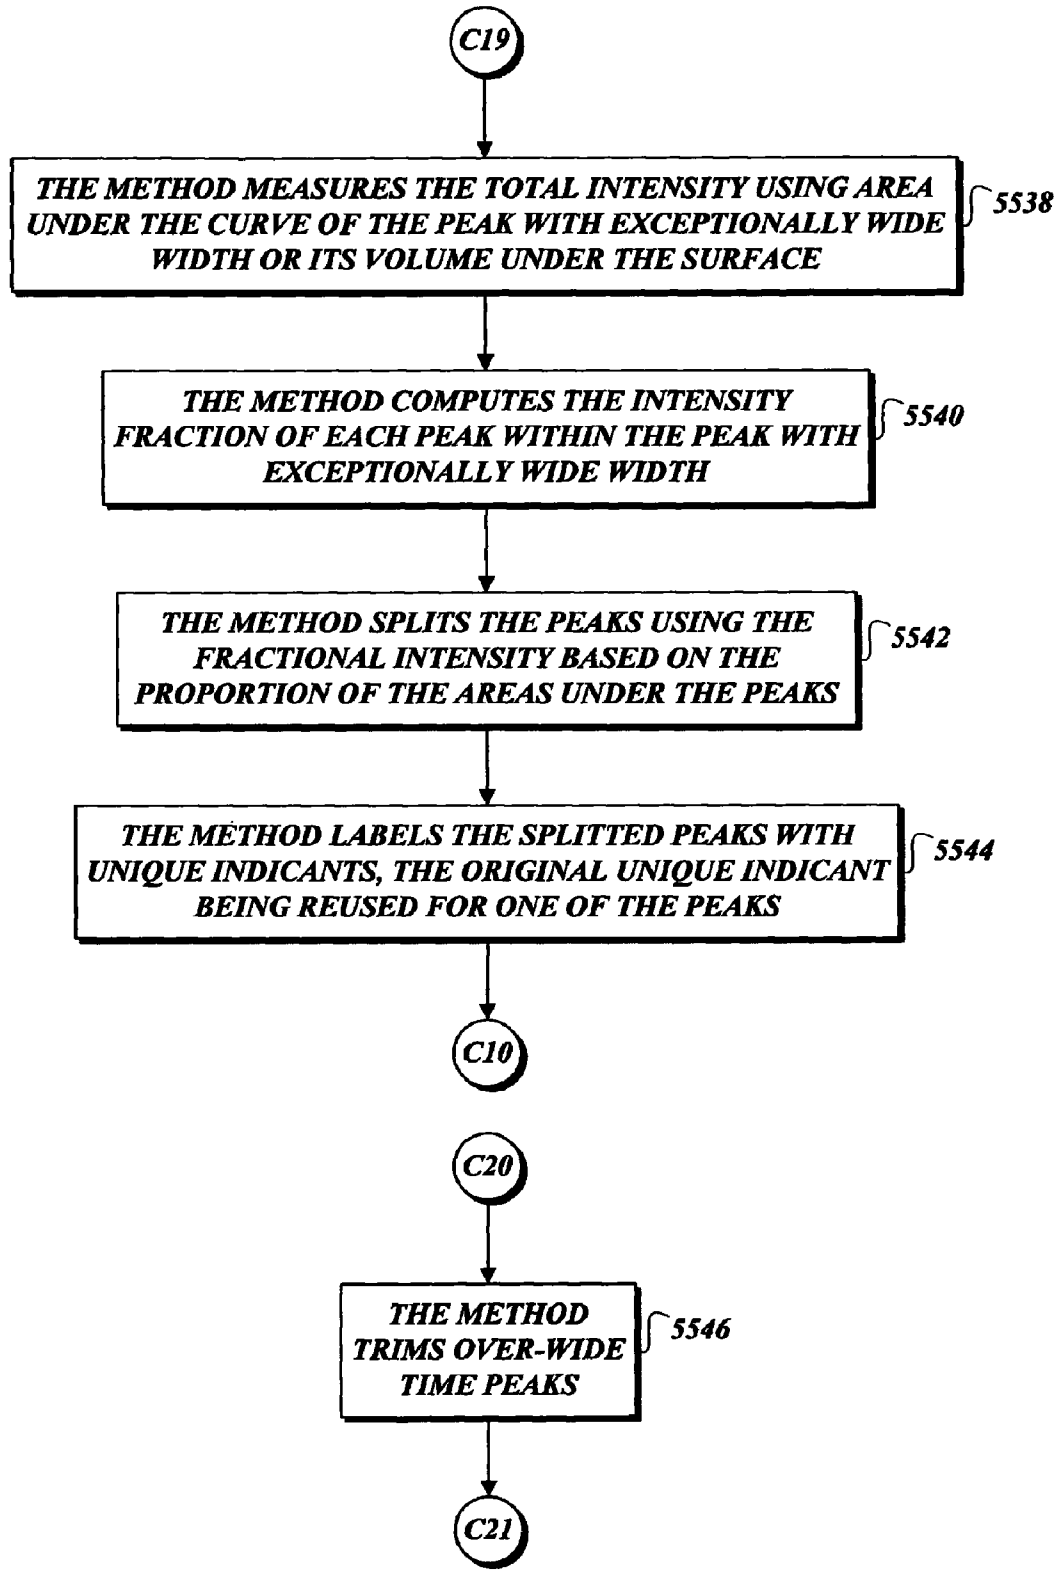 C19
THE METHOD MEASURES THE TOTAL INTENSITY USING AREA
UNDER THE CURVE OF THE PEAK WITH EXCEPTIONALLY WIDE
WIDTH OR ITS VOLUME UNDER THE SURFACE
5538
THE METHOD COMPUTES THE INTENSITY
FRACTION OF EACH PEAK WITHIN THE PEAK WITH
EXCEPTIONALLY WIDE WIDTH
5540
THE METHOD SPLITS THE PEAKS USING THE
FRACTIONAL INTENSITY BASED ON THE
PROPORTION OF THE AREAS UNDER THE PEAKS
5542
THE METHOD LABELS THE SPLITTED PEAKS WITH
UNIQUE INDICANTS, THE ORIGINAL UNIQUE INDICANT
BEING REUSED FOR ONE OF THE PEAKS
5544
C10
C20
THE METHOD
TRIMS OVER-WIDE
TIME PEAKS
5546
C21